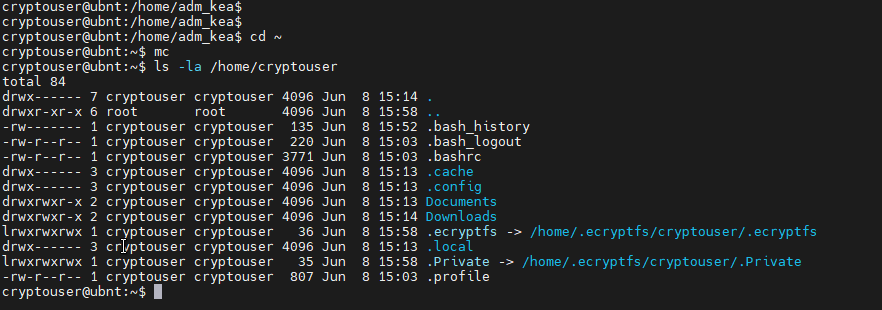 cryptouser@ubnt:/home/adm_kea$
cryptouser@ubnt:/home/adm_kea$
cryptouser@ubnt:/home/adm_kea$ cd ~
cryptouser@ubnt:~$ mc
cryptouser@ubnt:~$ ls -la /home/cryptouser
total 84
drwx------ 7 cryptouser cryptouser 4096 Jun  8 15:14 .
drwxr-xr-x 6 root       root       4096 Jun  8 15:58 ..
-rw------- 1 cryptouser cryptouser  135 Jun  8 15:52 .bash_history
-rw-r--r-- 1 cryptouser cryptouser  220 Jun  8 15:03 .bash_logout
-rw-r--r-- 1 cryptouser cryptouser 3771 Jun  8 15:03 .bashrc
drwx------ 3 cryptouser cryptouser 4096 Jun  8 15:13 .cache
drwx------ 3 cryptouser cryptouser 4096 Jun  8 15:13 .config
drwxrwxr-x 2 cryptouser cryptouser 4096 Jun  8 15:13 Documents
drwxrwxr-x 2 cryptouser cryptouser 4096 Jun  8 15:14 Downloads
lrwxrwxrwx 1 cryptouser cryptouser   36 Jun  8 15:58 .ecryptfs -> /home/.ecryptfs/cryptouser/.ecryptfs
drwx------ 3 cryptouser cryptouser 4096 Jun  8 15:13 .local
lrwxrwxrwx 1 cryptouser cryptouser   35 Jun  8 15:58 .Private -> /home/.ecryptfs/cryptouser/.Private
-rw-r--r-- 1 cryptouser cryptouser  807 Jun  8 15:03 .profile
cryptouser@ubnt:~$